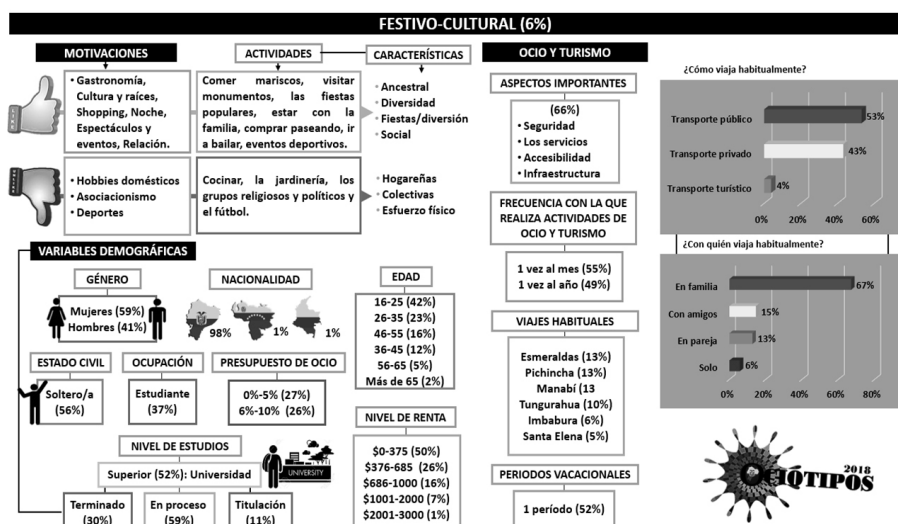 FESTIVO-CULTURAL (6%)
MOTIVACIONES
• Gastronomía,
Cultura y raíces,
Shopping, Noche,
Espectáculos y
eventos, Relación.
ACTIVIDADES
Comer mariscos, visitar
monumentos, las fiestas
populares, estar con la
familia, comprar paseando, ir
a bailar, eventos deportivos.
CARACTERÍSTICAS
• Ancestral
• Diversidad
• Fiestas/diversión
• Social
• Hobbies domésticos
• Asociacionismo
• Deportes
Cocinar, la jardinería, los
grupos religiosos y políticos y
el fútbol.
• Hogareñas
• Colectivas
• Esfuerzo físico
VARIABLES DEMOGRÁFICAS
GÉNERO
Mujeres (59%)
Hombres (41%)
NACIONALIDAD
98%
1%
1%
EDAD
16-25 (42%)
26-35 (23%)
46-55 (16%)
36-45 (12%)
56-65 (5%)
Más de 65 (2%)
ESTADO CIVIL
Soltero/a
(56%)
OCUPACIÓN
Estudiante
(37%)
PRESUPUESTO DE OCIO
0%-5% (27%)
6%-10% (26%)
NIVEL DE ESTUDIOS
Superior (52%): Universidad
UNIVERSITY
Terminado
(30%)
En proceso
(59%)
Titulación
(11%)
NIVEL DE RENTA
$0-375 (50%)
$376-685 (26%)
$686-1000 (16%)
$1001-2000 (7%)
$2001-3000 (1%)
OCIO Y TURISMO
ASPECTOS IMPORTANTES
(66%)
• Seguridad
• Los servicios
• Accesibilidad
• Infraestructura
FRECUENCIA CON LA QUE
REALIZA ACTIVIDADES DE
OCIO Y TURISMO
1 vez al mes (55%)
1 vez al año (49%)
VIAJES HABITUALES
Esmeraldas (13%)
Pichincha (13%)
Manabí (13
Tungurahua (10%)
Imbabura (6%)
Santa Elena (5%)
PERIODOS VACACIONALES
1 período (52%)
¿Cómo viaja habitualmente?
Transporte público
53%
Transporte privado
43%
Transporte turístico
4%
0% 20% 40% 60%
¿Con quién viaja habitualmente?
En familia
67%
Con amigos
15%
En pareja
13%
Solo
6%
0% 20% 40% 60% 80%
2018